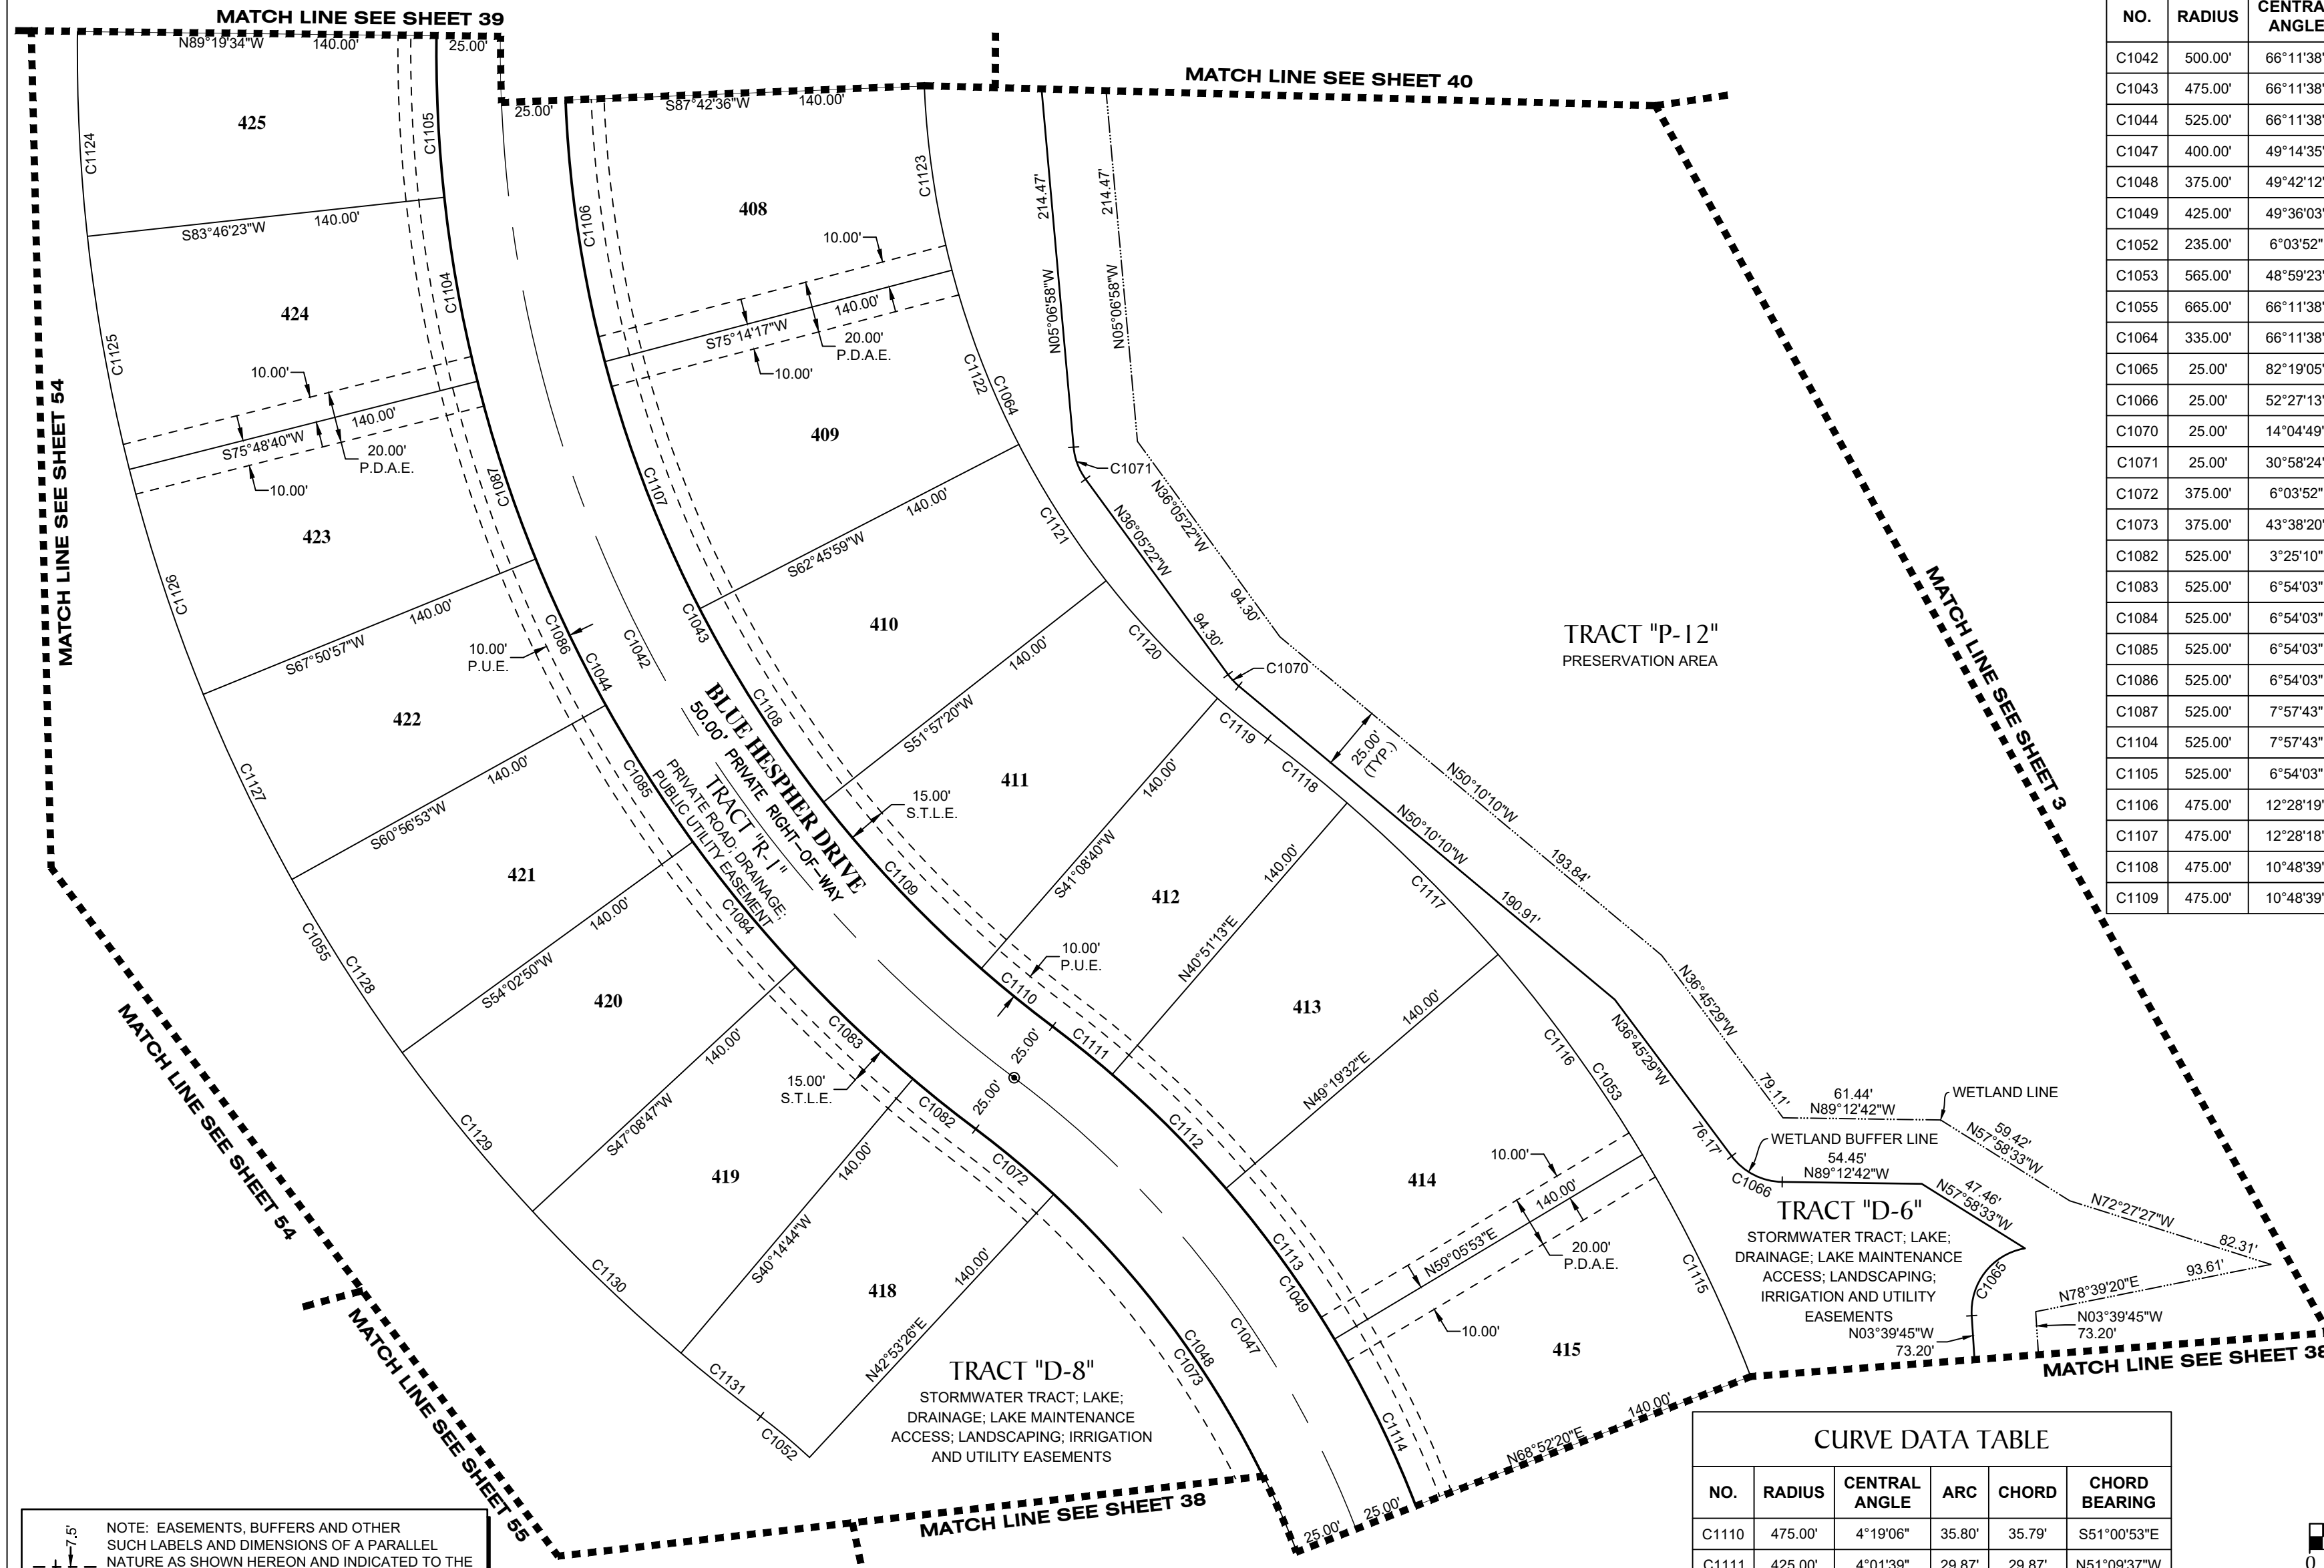 MATCH LINE SEE SHEET 39
N89°19'34"W 140.00' 25.00'
MATCH LINE SEE SHEET 40
25.00' S87°42'36"W 140.00'
425
C1124
C1105
S83°46'23"W 140.00'
424
C1125
C1104
10.00'
S75°48'40"W 140.00'
20.00'
P.D.A.E.
10.00'
423
C1126
C1087
S67°50'57"W 140.00'
10.00'
P.U.E.
C1086
C1044
422
C1127
S60°56'53"W 140.00'
C1085
421
C1055
C1128
S54°02'50"W 140.00'
C1084
420
C1129
S47°08'47"W 140.00'
C1083
15.00'
S.T.L.E.
419
C1130
S40°14'44"W 140.00'
C1082
C1072
418
C1131
N42°53'26"E 140.00'
C1052
MATCH LINE SEE SHEET 54
MATCH LINE SEE SHEET 54
MATCH LINE SEE SHEET 55
408
C1106
C1123
10.00'
S75°14'17"W 140.00'
20.00'
P.D.A.E.
10.00'
409
C1107
C1122
C1064
S62°45'59"W 140.00'
C1043
C1042
410
C1121
C1108
S51°57'20"W 140.00'
C1120
411
15.00'
S.T.L.E.
C1109
S41°08'40"W 140.00'
C1119
412
10.00'
P.U.E.
C1110
C1118
N40°51'13"E 140.00'
C1111
413
C1117
N49°19'32"E 140.00'
C1112
414
C1116
C1053
10.00'
N59°05'53"E 140.00'
20.00'
P.D.A.E.
10.00'
C1113
C1049
415
C1115
C1114
N68°52'20"E 140.00'
25.00'
25.00'
25.00'
25.00'
C1047
C1048
C1073
BLUE HESPHER DRIVE
50.00' PRIVATE RIGHT-OF-WAY
TRACT "R-1"
PRIVATE ROAD; DRAINAGE;
PUBLIC UTILITY EASEMENT
TRACT "D-8"
STORMWATER TRACT; LAKE;
DRAINAGE; LAKE MAINTENANCE
ACCESS; LANDSCAPING; IRRIGATION
AND UTILITY EASEMENTS
MATCH LINE SEE SHEET 38
214.47'
214.47'
N05°06'58"W
N05°06'58"W
C1071
N36°05'22"W
N36°05'22"W
94.30'
94.30'
C1070
TRACT "P-12"
PRESERVATION AREA
25.00'
(TYP.)
N50°10'10"W
N50°10'10"W
193.84'
190.91'
N36°45'29"W
N36°45'29"W
79.11'
76.17'
61.44'
N89°12'42"W
WETLAND LINE
WETLAND BUFFER LINE
54.45'
N89°12'42"W
59.42'
N57°58'33"W
47.46'
N57°58'33"W
C1066
N72°27'27"W
82.31'
TRACT "D-6"
STORMWATER TRACT; LAKE;
DRAINAGE; LAKE MAINTENANCE
ACCESS; LANDSCAPING;
IRRIGATION AND UTILITY
EASEMENTS
C1065
N78°39'20"E 93.61'
N03°39'45"W
73.20'
N03°39'45"W
73.20'
MATCH LINE SEE SHEET 38
MATCH LINE SEE SHEET 3
NO. RADIUS CENTRAL ANGLE
C1042 500.00' 66°11'38"
C1043 475.00' 66°11'38"
C1044 525.00' 66°11'38"
C1047 400.00' 49°14'35"
C1048 375.00' 49°42'12"
C1049 425.00' 49°36'03"
C1052 235.00' 6°03'52"
C1053 565.00' 48°59'23"
C1055 665.00' 66°11'38"
C1064 335.00' 66°11'38"
C1065 25.00' 82°19'05"
C1066 25.00' 52°27'13"
C1070 25.00' 14°04'49"
C1071 25.00' 30°58'24"
C1072 375.00' 6°03'52"
C1073 375.00' 43°38'20"
C1082 525.00' 3°25'10"
C1083 525.00' 6°54'03"
C1084 525.00' 6°54'03"
C1085 525.00' 6°54'03"
C1086 525.00' 6°54'03"
C1087 525.00' 7°57'43"
C1104 525.00' 7°57'43"
C1105 525.00' 6°54'03"
C1106 475.00' 12°28'19"
C1107 475.00' 12°28'18"
C1108 475.00' 10°48'39"
C1109 475.00' 10°48'39"
CURVE DATA TABLE
NO. RADIUS CENTRAL ANGLE ARC CHORD CHORD BEARING
C1110 475.00' 4°19'06" 35.80' 35.79' S51°00'53"E
C1111 425.00' 4°01'39" 29.87' 29.87' N51°09'37"W
7.5'
NOTE: EASEMENTS, BUFFERS AND OTHER
SUCH LABELS AND DIMENSIONS OF A PARALLEL
NATURE AS SHOWN HEREON AND INDICATED TO THE
0